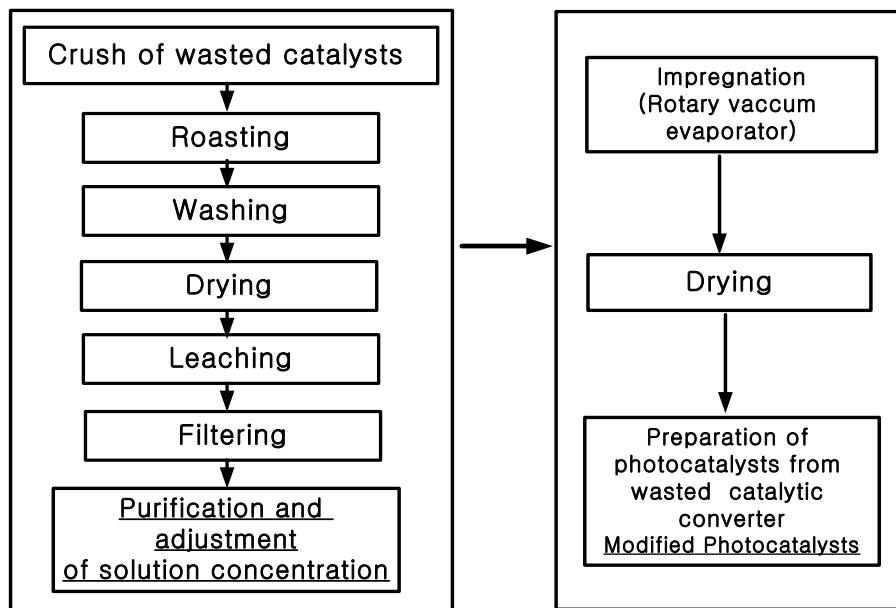 Crush of wasted catalysts
Roasting
Washing
Drying
Leaching
Filtering
Purification and
adjustment
of solution concentration
Impregnation
(Rotary vaccum
evaporator)
Drying
Preparation of
photocatalysts from
wasted catalytic
converter
Modified Photocatalysts